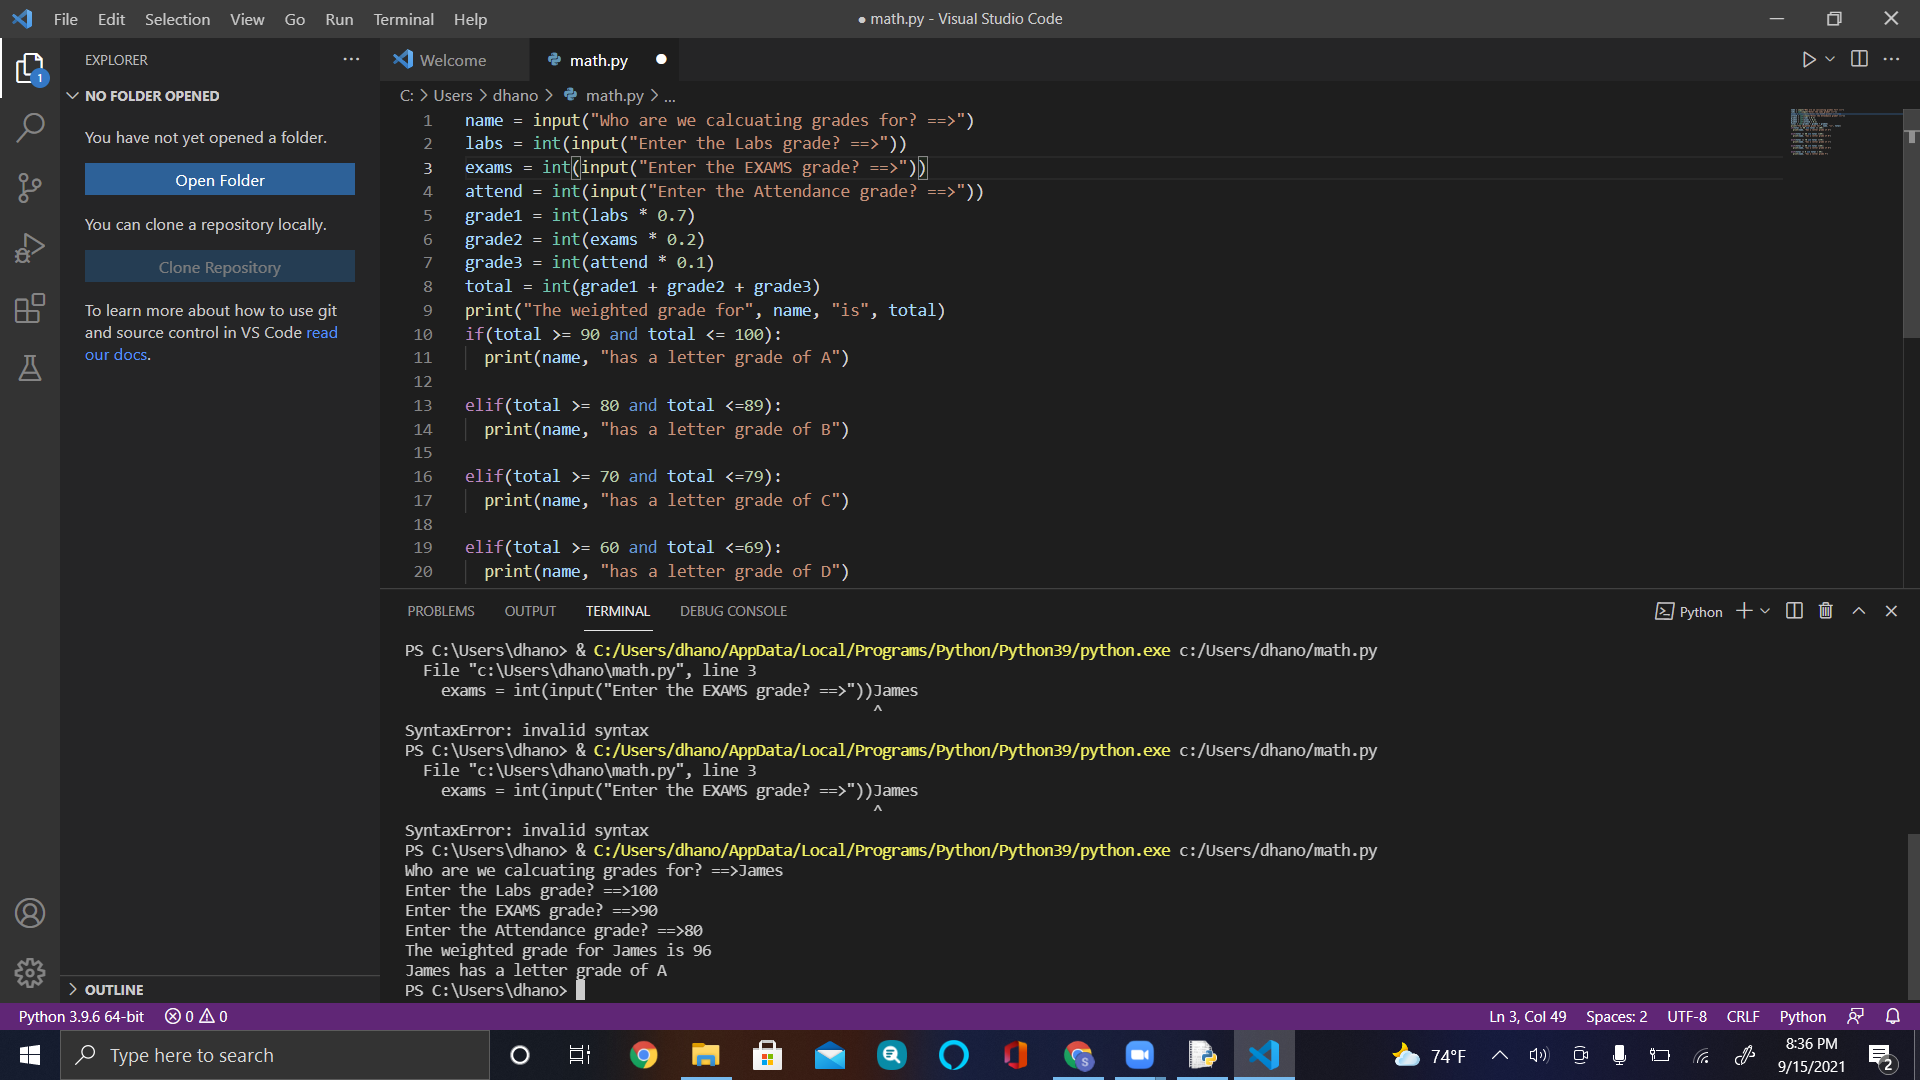 File Edit Selection View Go Run Terminal Help
● math.py - Visual Studio Code
EXPLORER
Welcome
math.py
1
NO FOLDER OPENED
You have not yet opened a folder.
Open Folder
You can clone a repository locally.
Clone Repository
To learn more about how to use git
and source control in VS Code read
our docs.
OUTLINE
C: > Users > dhano > math.py > ...
1 name = input("Who are we calcuating grades for? ==>")
2 labs = int(input("Enter the Labs grade? ==>"))
3 exams = int(input("Enter the EXAMS grade? ==>"))
4 attend = int(input("Enter the Attendance grade? ==>"))
5 grade1 = int(labs * 0.7)
6 grade2 = int(exams * 0.2)
7 grade3 = int(attend * 0.1)
8 total = int(grade1 + grade2 + grade3)
9 print("The weighted grade for", name, "is", total)
10 if(total >= 90 and total <= 100):
11 print(name, "has a letter grade of A")
12
13 elif(total >= 80 and total <=89):
14 print(name, "has a letter grade of B")
15
16 elif(total >= 70 and total <=79):
17 print(name, "has a letter grade of C")
18
19 elif(total >= 60 and total <=69):
20 print(name, "has a letter grade of D")
PROBLEMS OUTPUT TERMINAL DEBUG CONSOLE
Python
PS C:\Users\dhano> & C:/Users/dhano/AppData/Local/Programs/Python/Python39/python.exe c:/Users/dhano/math.py
File "c:\Users\dhano\math.py", line 3
exams = int(input("Enter the EXAMS grade? ==>"))James
^
SyntaxError: invalid syntax
PS C:\Users\dhano> & C:/Users/dhano/AppData/Local/Programs/Python/Python39/python.exe c:/Users/dhano/math.py
File "c:\Users\dhano\math.py", line 3
exams = int(input("Enter the EXAMS grade? ==>"))James
^
SyntaxError: invalid syntax
PS C:\Users\dhano> & C:/Users/dhano/AppData/Local/Programs/Python/Python39/python.exe c:/Users/dhano/math.py
Who are we calcuating grades for? ==>James
Enter the Labs grade? ==>100
Enter the EXAMS grade? ==>90
Enter the Attendance grade? ==>80
The weighted grade for James is 96
James has a letter grade of A
PS C:\Users\dhano>
Python 3.9.6 64-bit 0 0
Ln 3, Col 49 Spaces: 2 UTF-8 CRLF Python
Type here to search
74°F
8:36 PM
9/15/2021
2